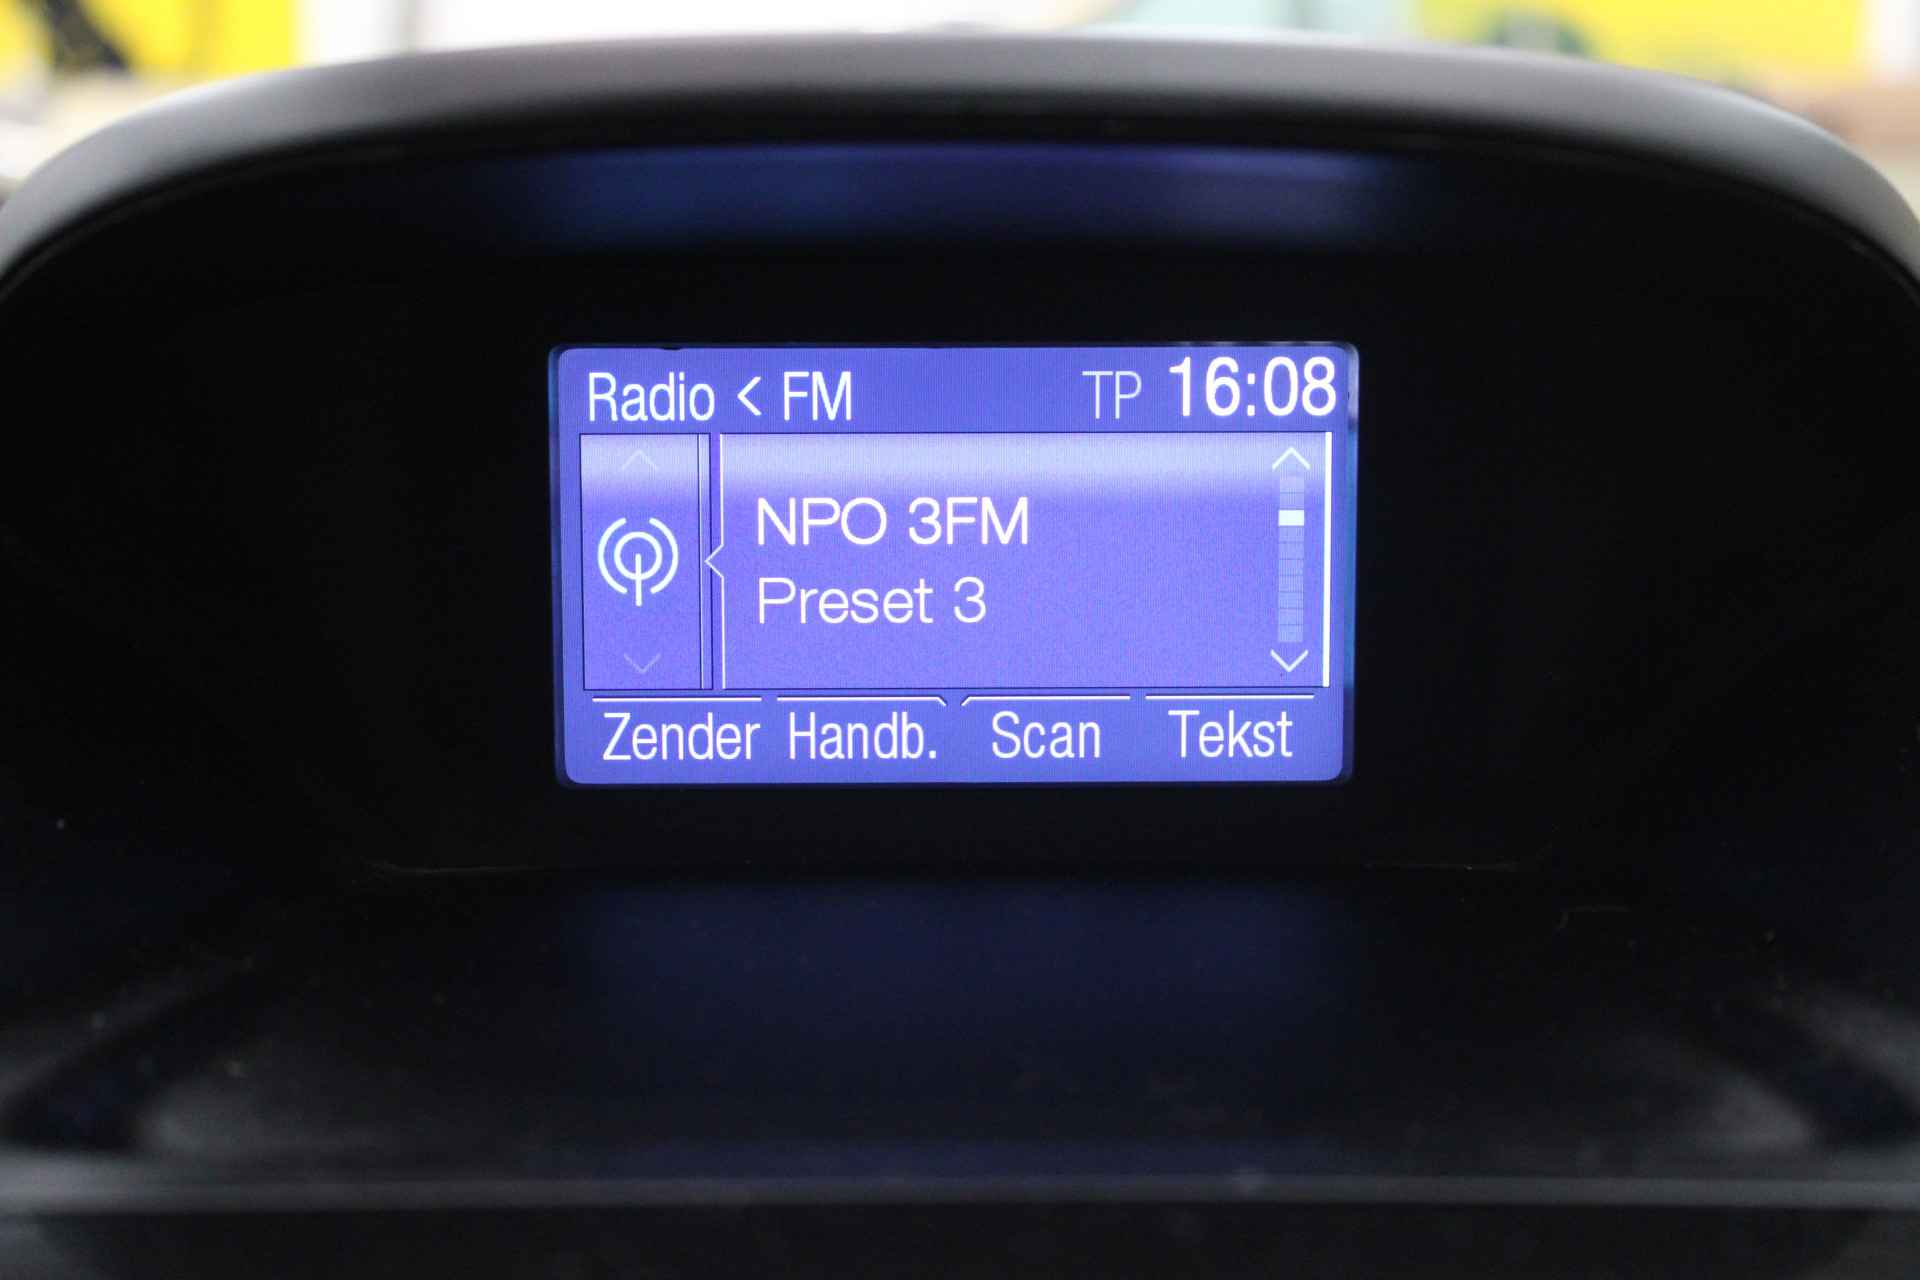 Radio < FM TP 16:08
NPO 3FM
Preset 3
Zender Handb. Scan Tekst